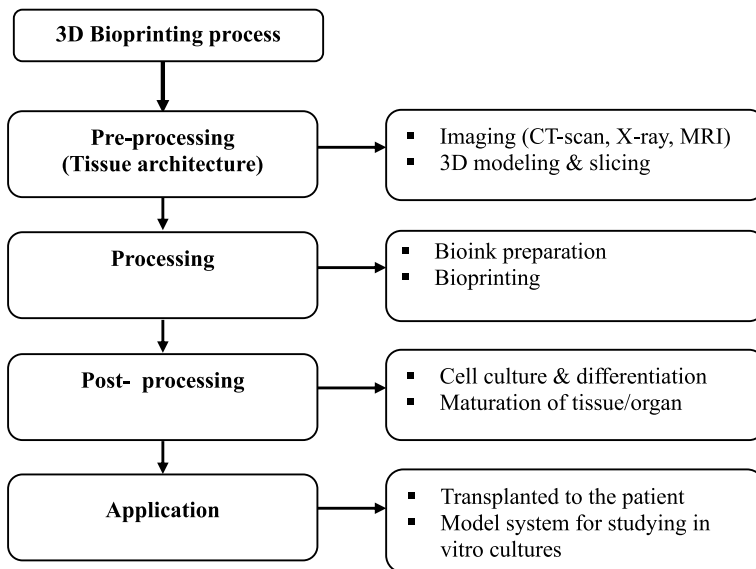 3D Bioprinting process
Pre-processing
(Tissue architecture)
▪ Imaging (CT-scan, X-ray, MRI)
▪ 3D modeling & slicing
Processing
▪ Bioink preparation
▪ Bioprinting
Post- processing
▪ Cell culture & differentiation
▪ Maturation of tissue/organ
Application
▪ Transplanted to the patient
▪ Model system for studying in
vitro cultures